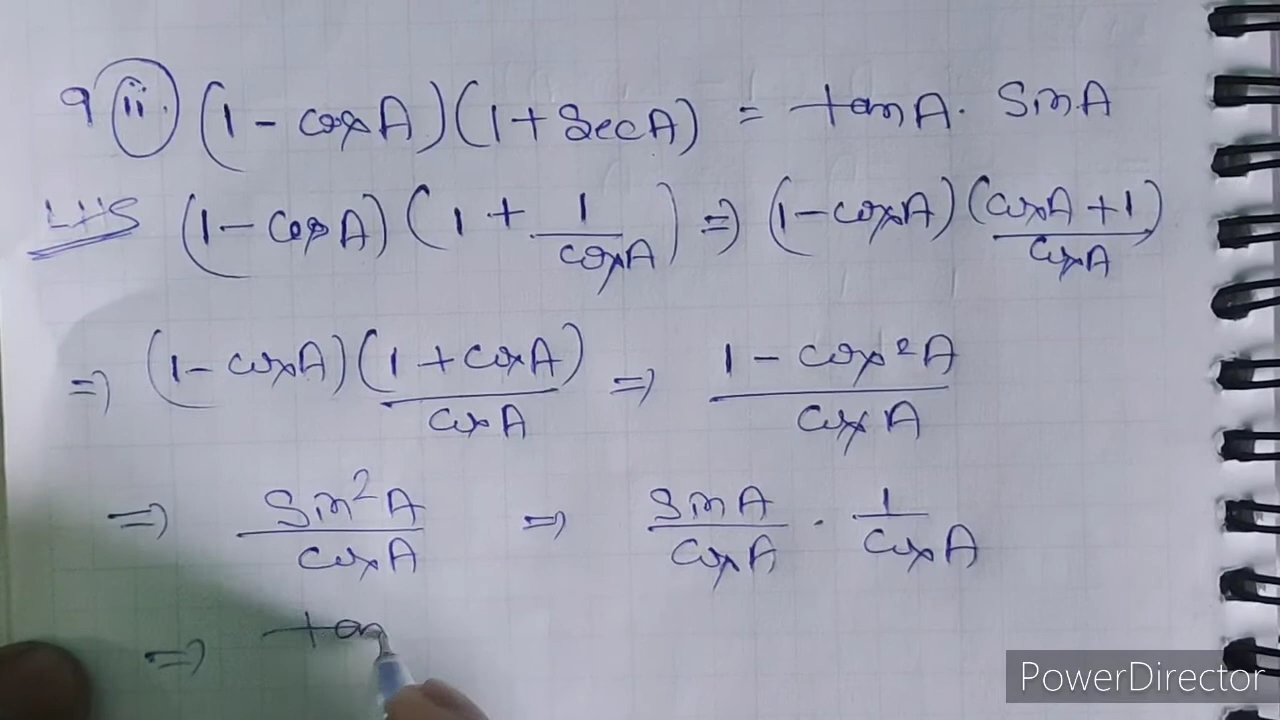 9 (ii.) (1 - cosA)(1 + SecA) = tanA. SinA
LHS (1 - cosA)(1 + 1/cosA) ⇒ (1 - cosA)(cosA + 1)/cosA
⇒ (1 - cosA)(1 + cosA)/cosA ⇒ 1 - cos²A/cosA
⇒ Sin²A/cosA ⇒ SinA/cosA . 1/cosA
⇒ tan
PowerDirector